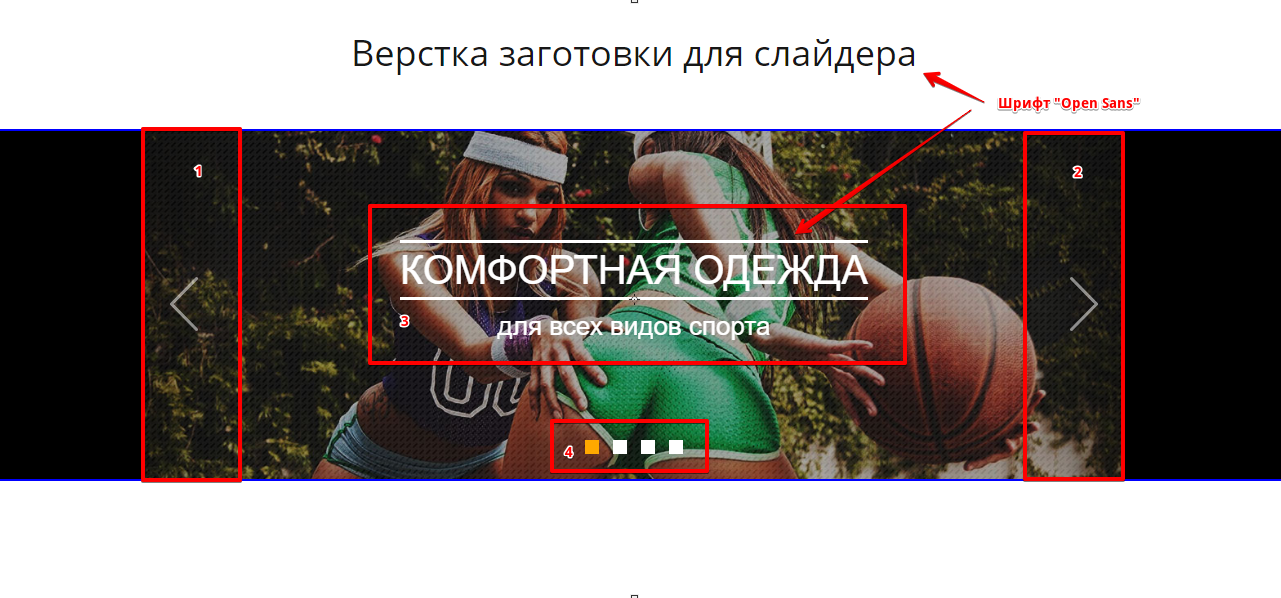 Верстка заготовки для слайдера
Шрифт "Open Sans"
1
2
КОМФОРТНАЯ ОДЕЖДА
3
для всех видов спорта
4